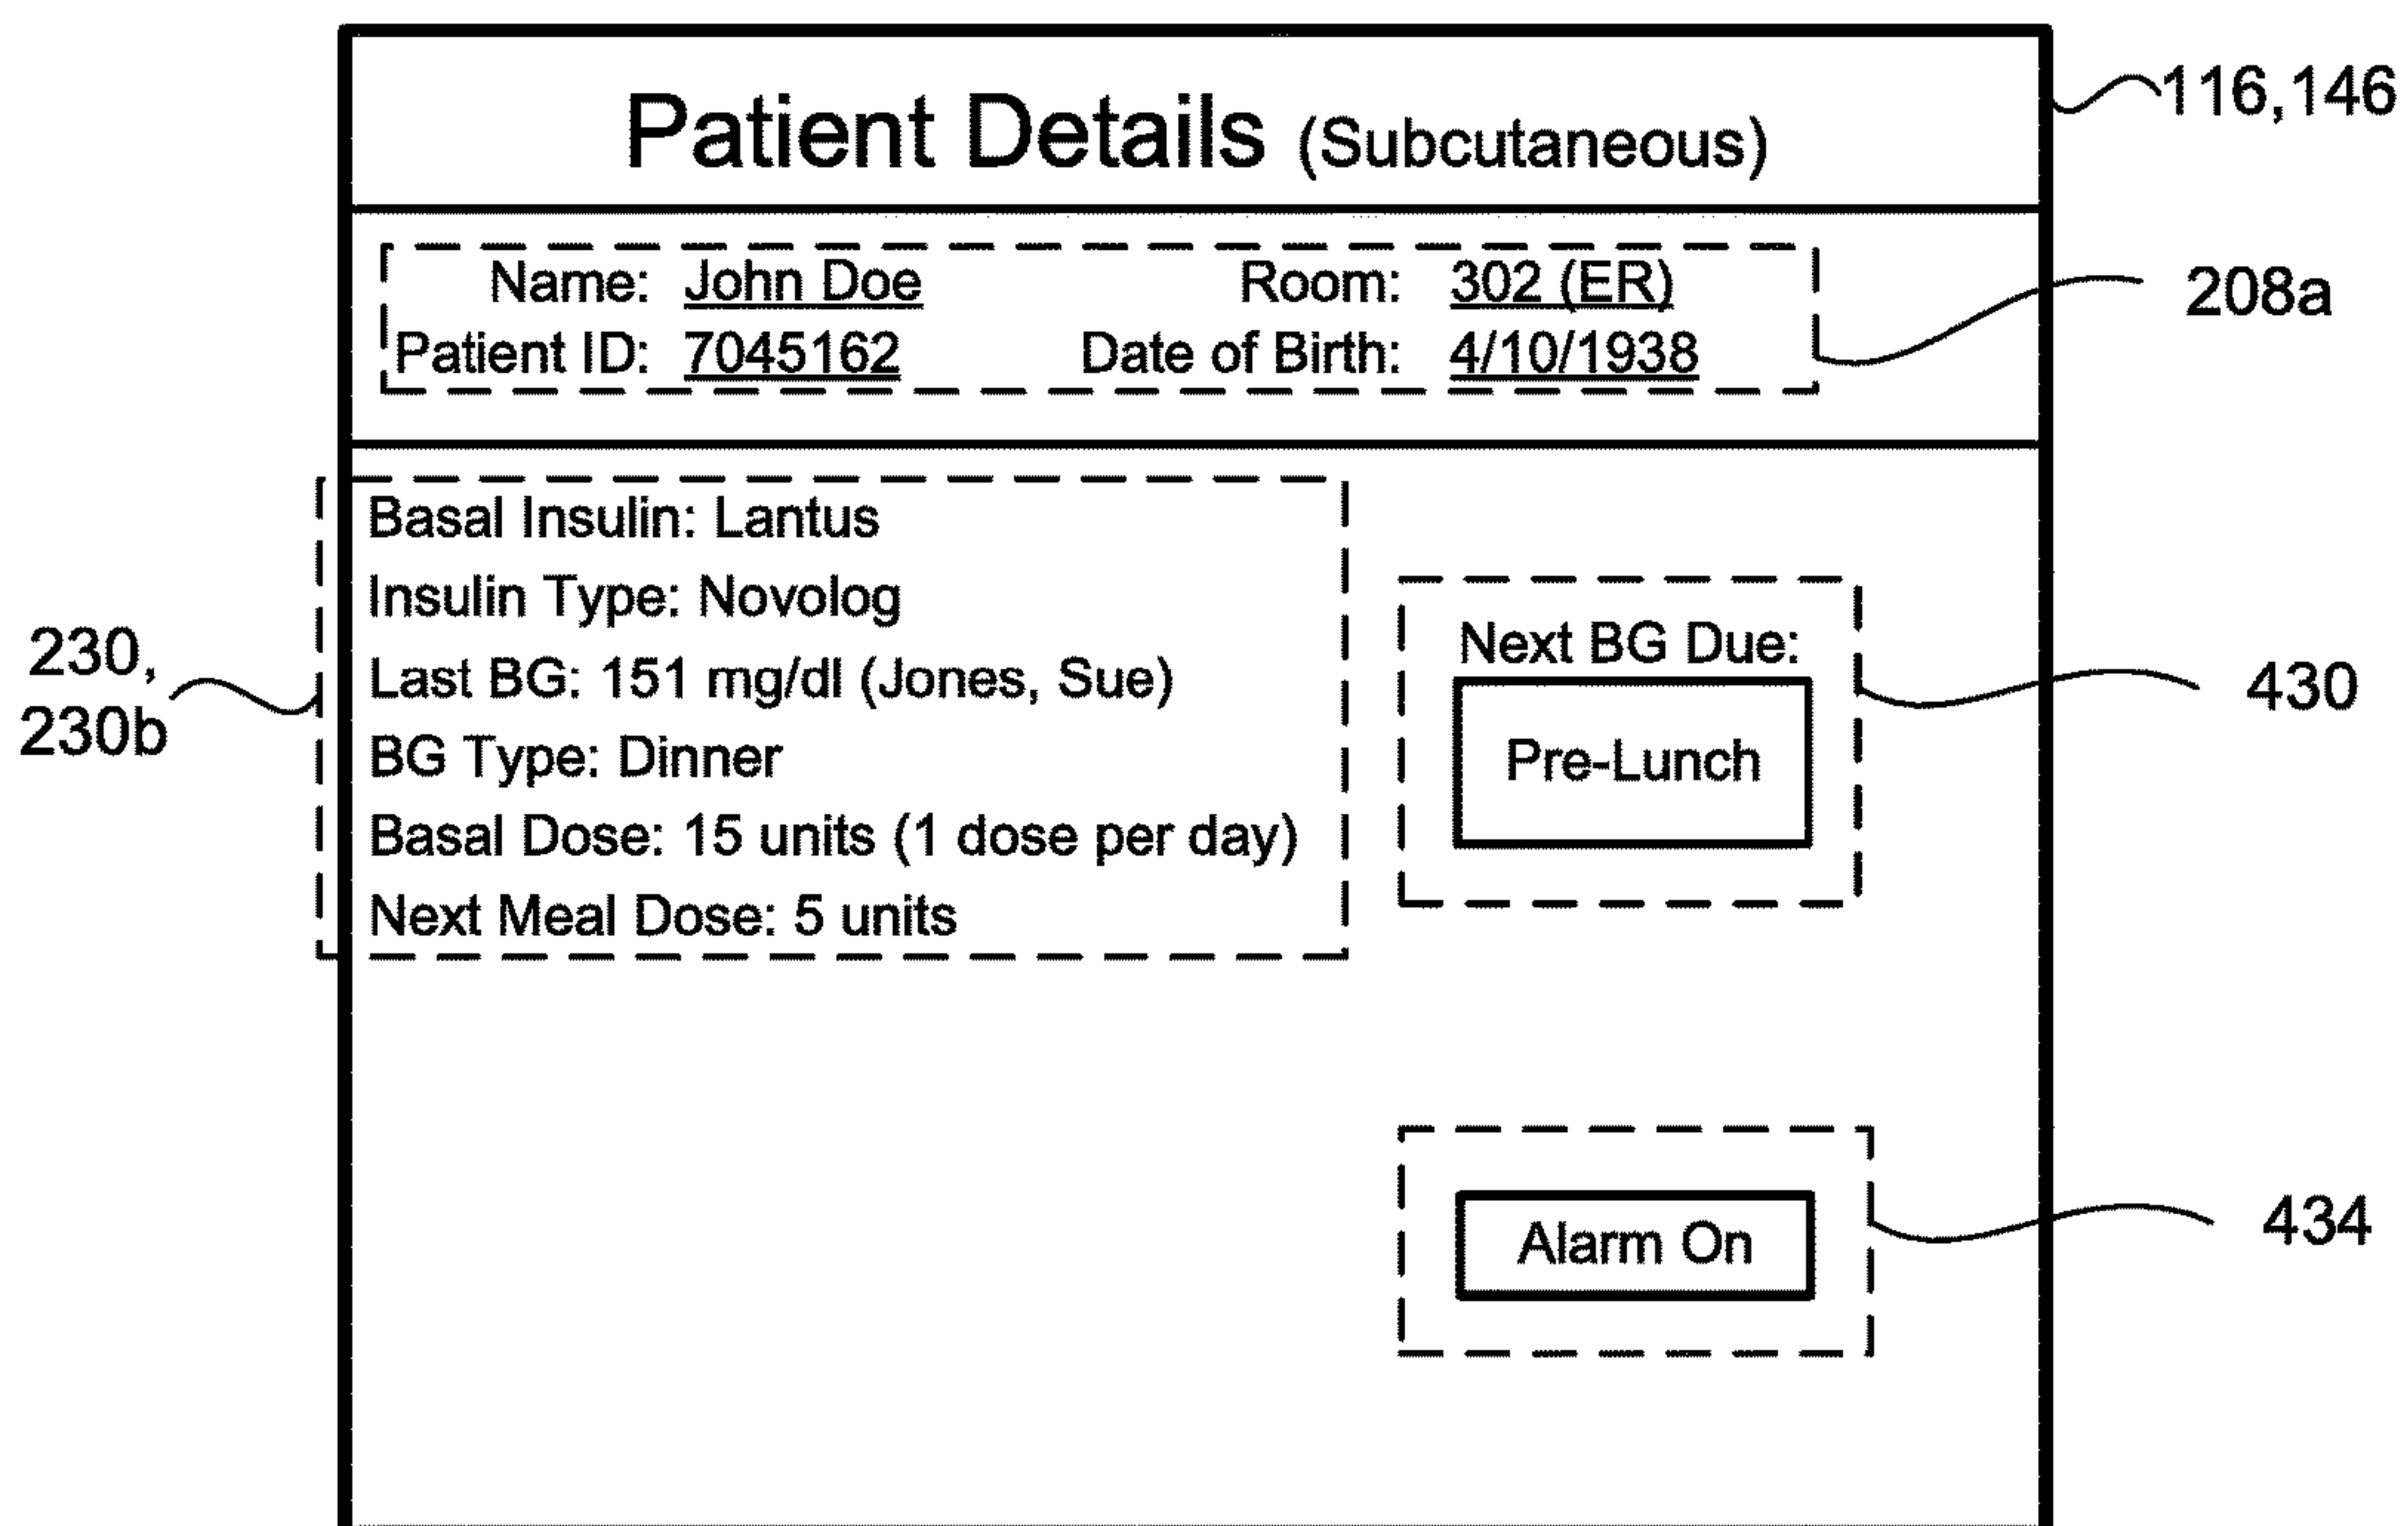 Patient Details (Subcutaneous)
116,146
Name: John Doe Room: 302 (ER)
Patient ID: 7045162 Date of Birth: 4/10/1938
208a
Basal Insulin: Lantus
Insulin Type: Novolog
Last BG: 151 mg/dl (Jones, Sue)
BG Type: Dinner
Basal Dose: 15 units (1 dose per day)
Next Meal Dose: 5 units
230,
230b
Next BG Due:
Pre-Lunch
430
Alarm On
434